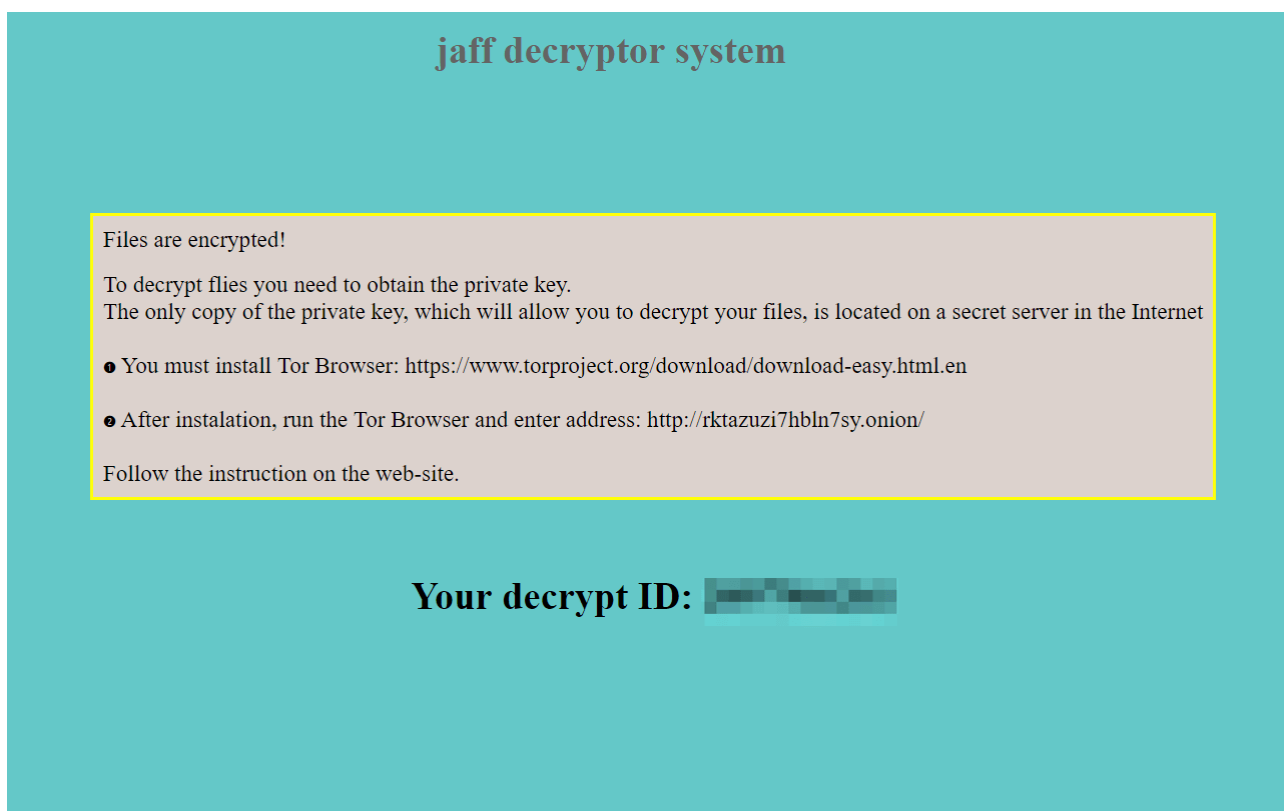 jaff decryptor system
Files are encrypted!
To decrypt flies you need to obtain the private key.
The only copy of the private key, which will allow you to decrypt your files, is located on a secret server in the Internet
❶ You must install Tor Browser: https://www.torproject.org/download/download-easy.html.en
❷ After instalation, run the Tor Browser and enter address: http://rktazuzi7hbln7sy.onion/
Follow the instruction on the web-site.
Your decrypt ID: